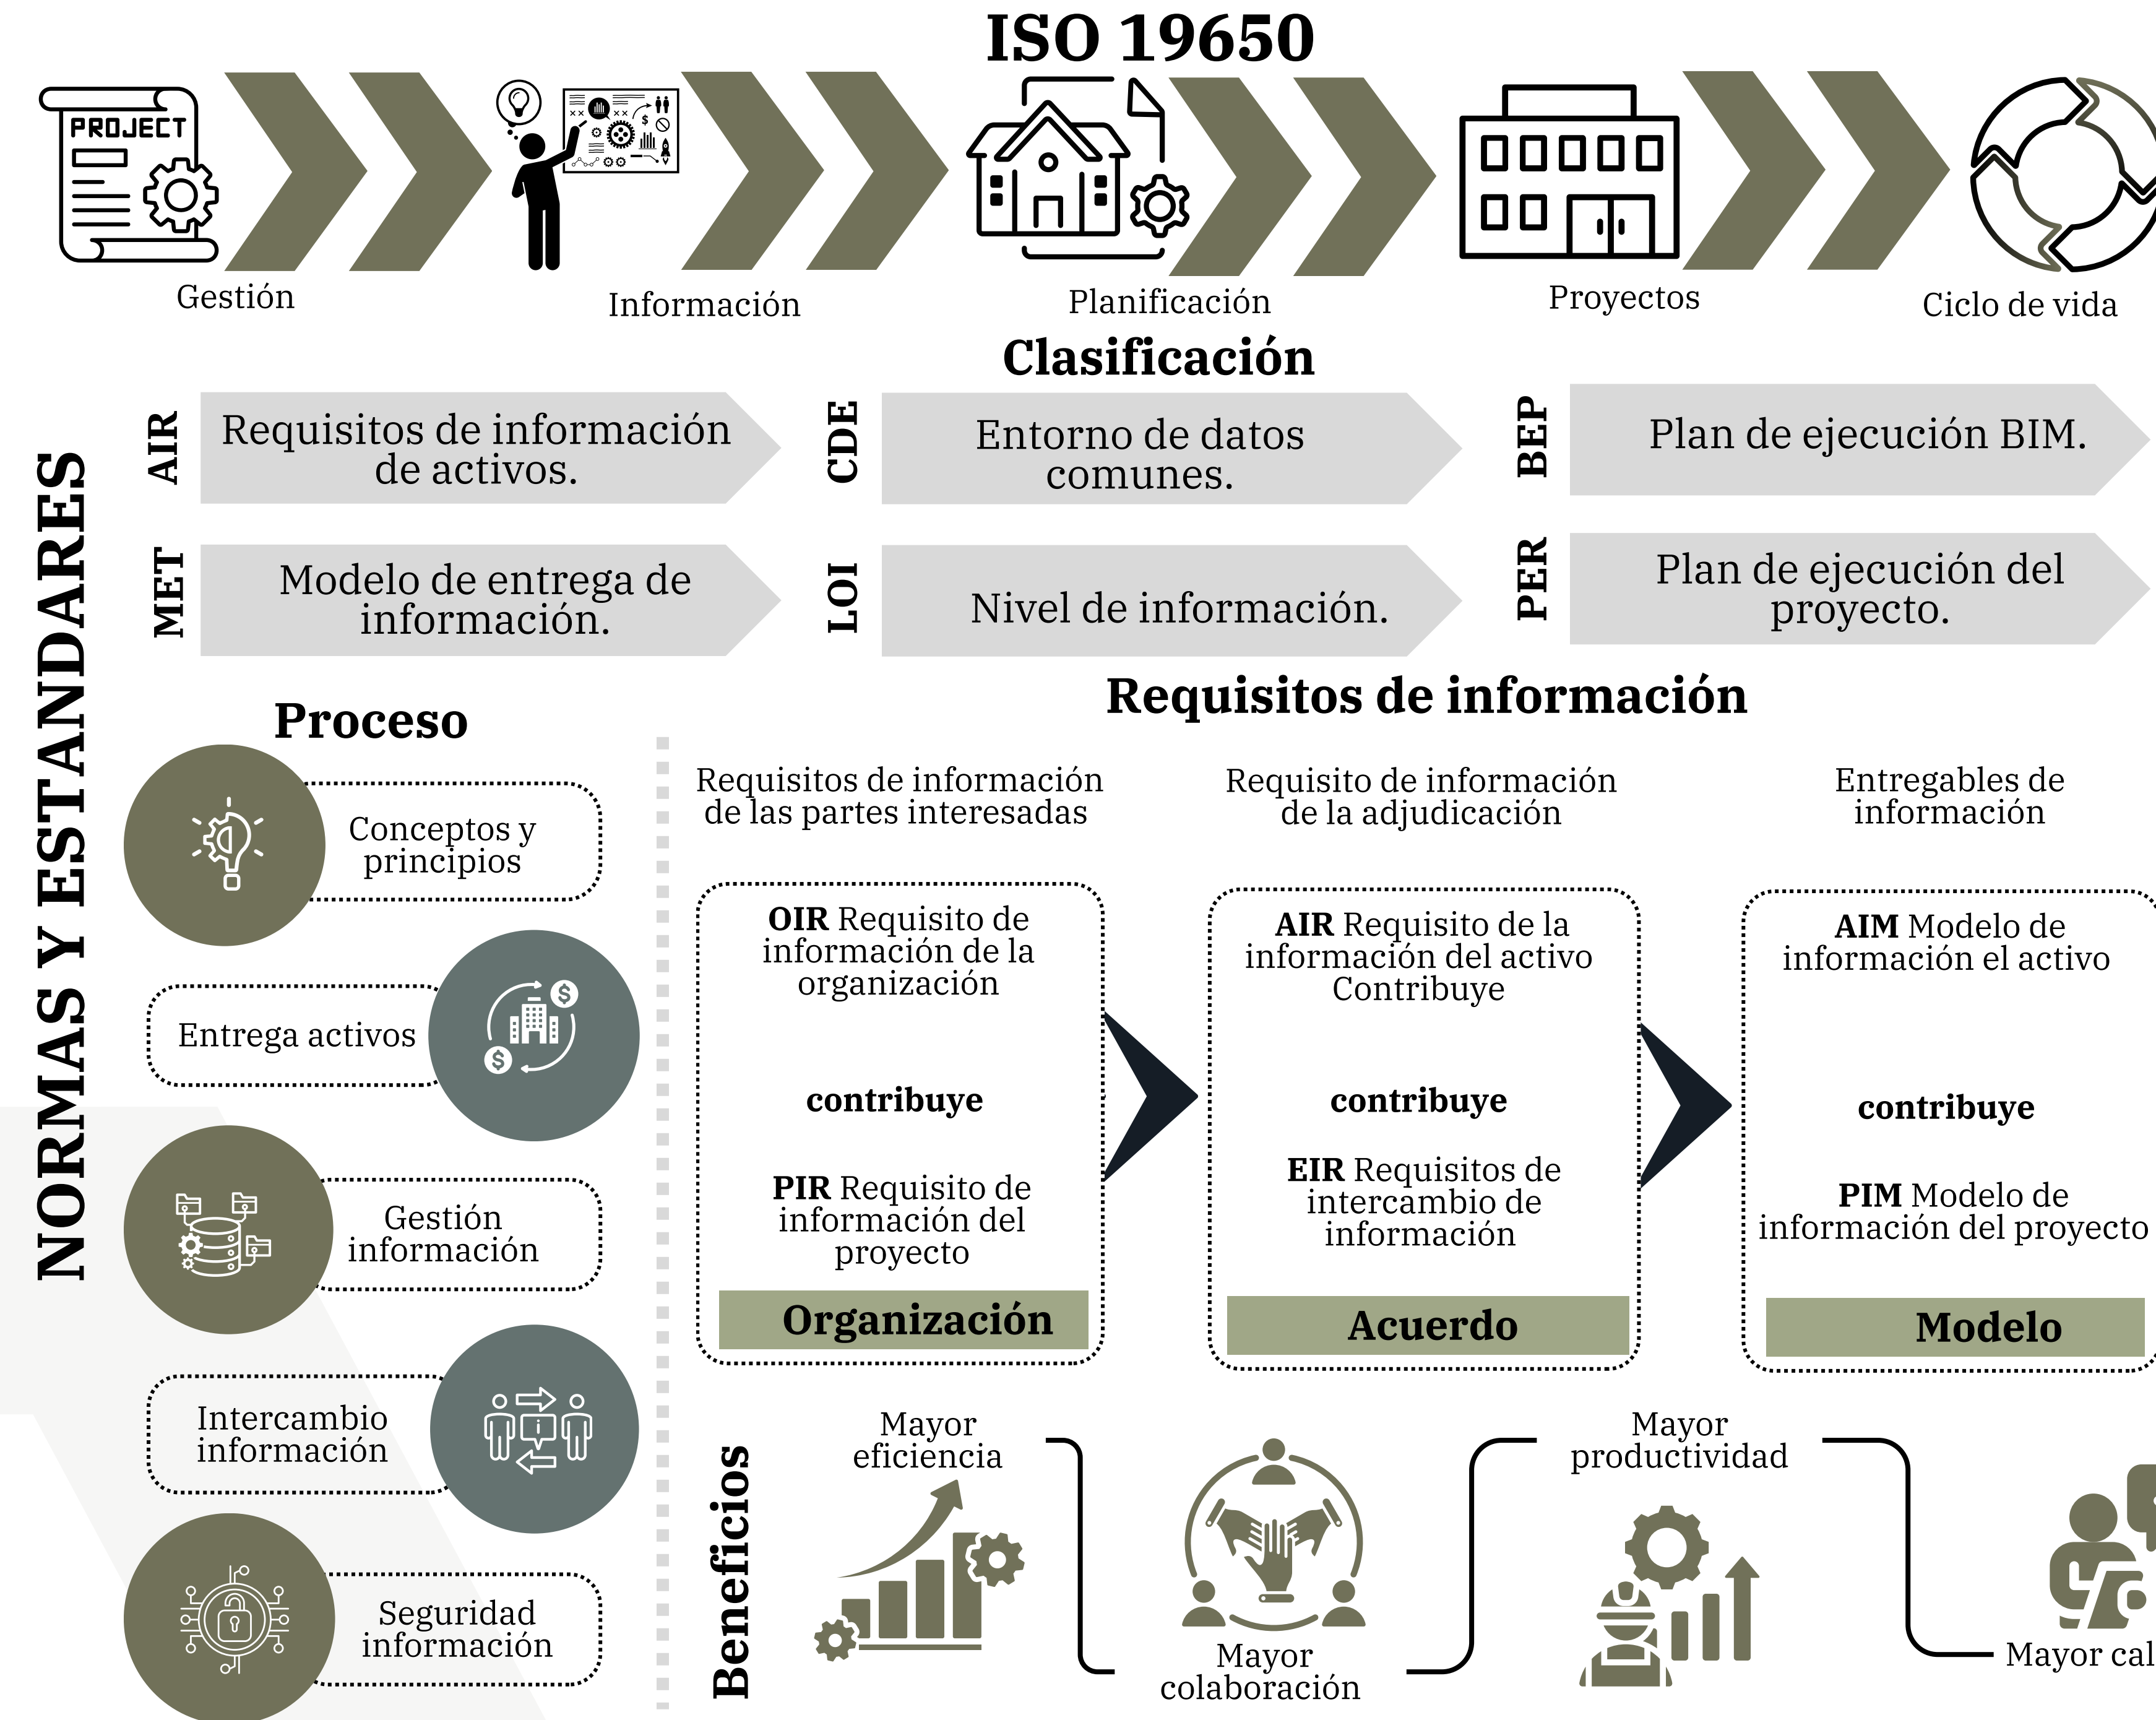 ISO 19650
PROJECT
Gestión
Información
Planificación
Proyectos
Ciclo de vida
Clasificación
AIR
Requisitos de información
de activos.
CDE
Entorno de datos
comunes.
BEP
Plan de ejecución BIM.
MET
Modelo de entrega de
información.
LOI
Nivel de información.
PER
Plan de ejecución del
proyecto.
NORMAS Y ESTANDARES
Proceso
Conceptos y
principios
Entrega activos
Gestión
información
Intercambio
información
Seguridad
información
Requisitos de información
Requisitos de información
de las partes interesadas
OIR Requisito de
información de la
organización
contribuye
PIR Requisito de
información del
proyecto
Organización
Requisito de información
de la adjudicación
AIR Requisito de la
información del activo
Contribuye
contribuye
EIR Requisitos de
intercambio de
información
Acuerdo
Entregables de
información
AIM Modelo de
información el activo
contribuye
PIM Modelo de
información del proyecto
Modelo
Beneficios
Mayor
eficiencia
Mayor
colaboración
Mayor
productividad
Mayor cal